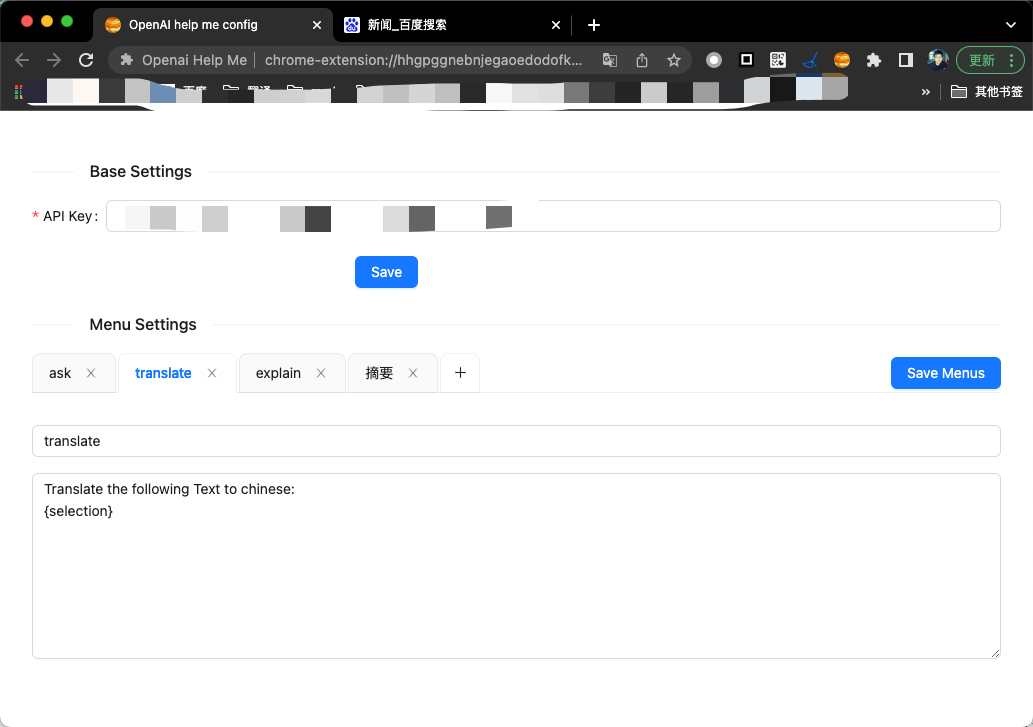 OpenAI help me config
新闻_百度搜索
Openai Help Me
chrome-extension://hhgpggnebnjegaoedodofk...
更新
其他书签
Base Settings
* API Key:
Save
Menu Settings
ask
translate
explain
摘要
Save Menus
translate
Translate the following Text to chinese:
{selection}